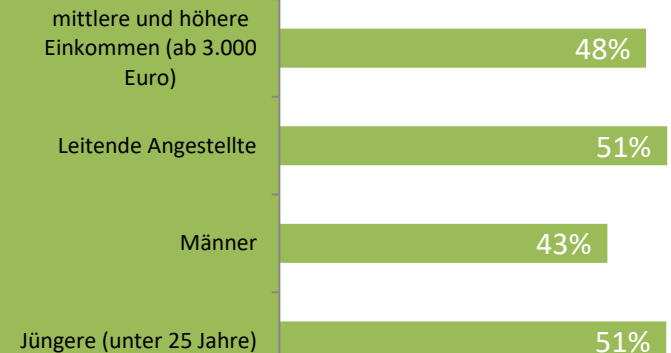 mittlere und höhere
Einkommen (ab 3.000
Euro)
48%
Leitende Angestellte
51%
Männer
43%
Jüngere (unter 25 Jahre)
51%